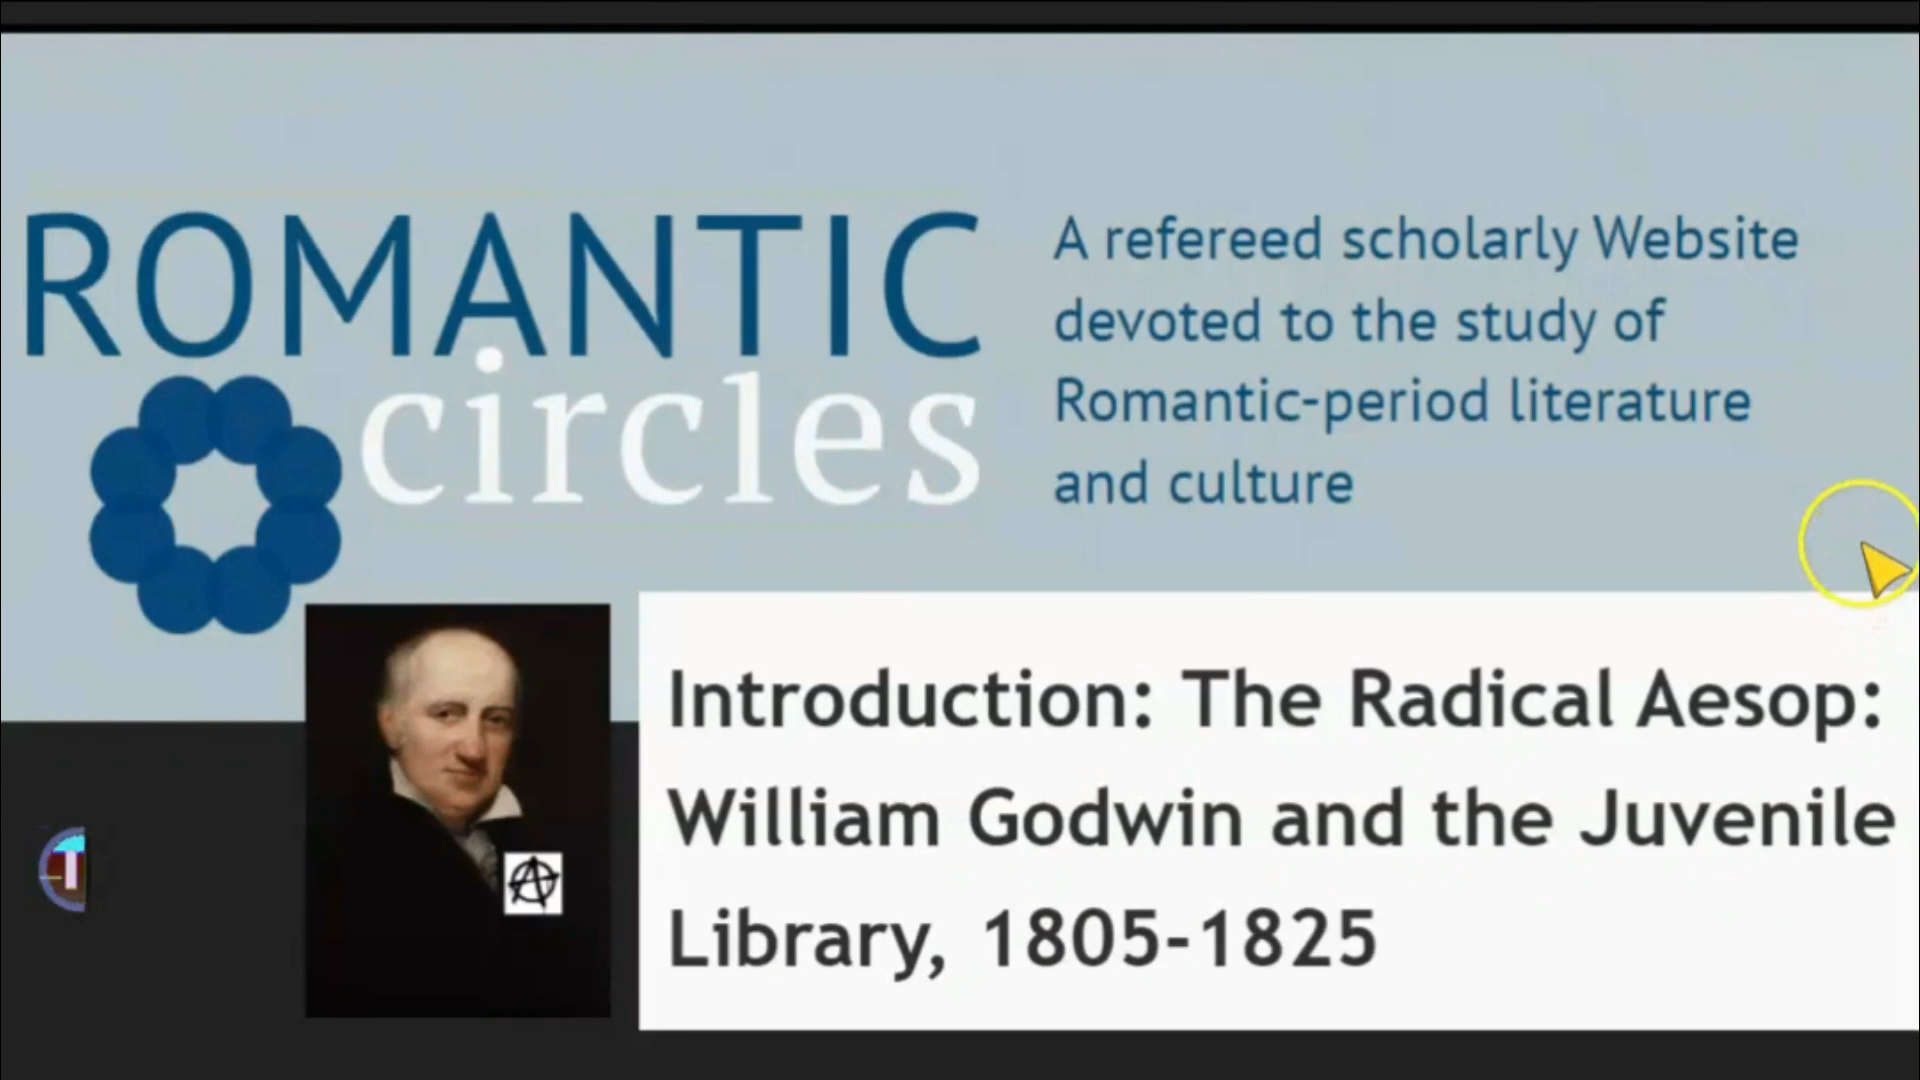 ROMANTIC
circles
A refereed scholarly Website
devoted to the study of
Romantic-period literature
and culture
Introduction: The Radical Aesop:
William Godwin and the Juvenile
Library, 1805-1825
T